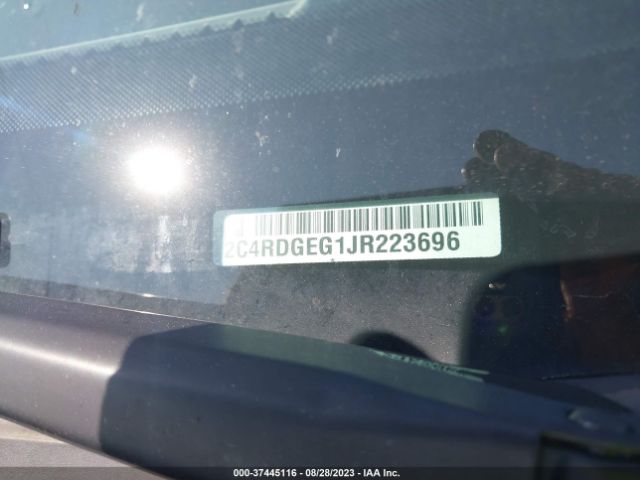 2C4RDGEG1JR223696
000-37445116 | 08/28/2023 - IAA Inc.